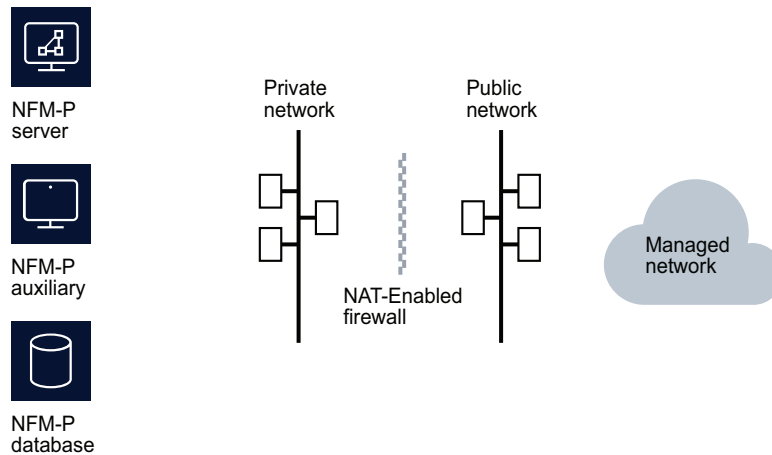 NFM-P
server
Private
network
Public
network
NFM-P
auxiliary
NAT-Enabled
firewall
Managed
network
NFM-P
database